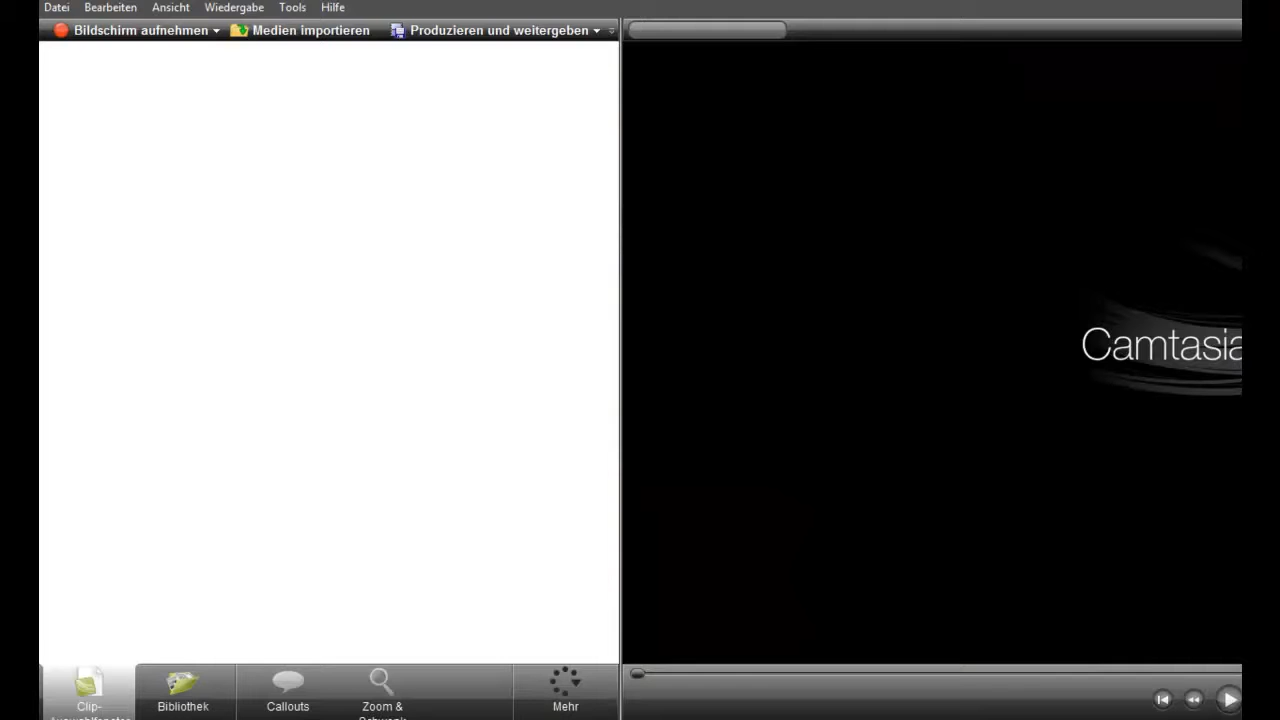 Datei Bearbeiten Ansicht Wiedergabe Tools Hilfe
Bildschirm aufnehmen Medien importieren Produzieren und weitergeben
Camtasia
Clip- Bibliothek Callouts Zoom & Mehr